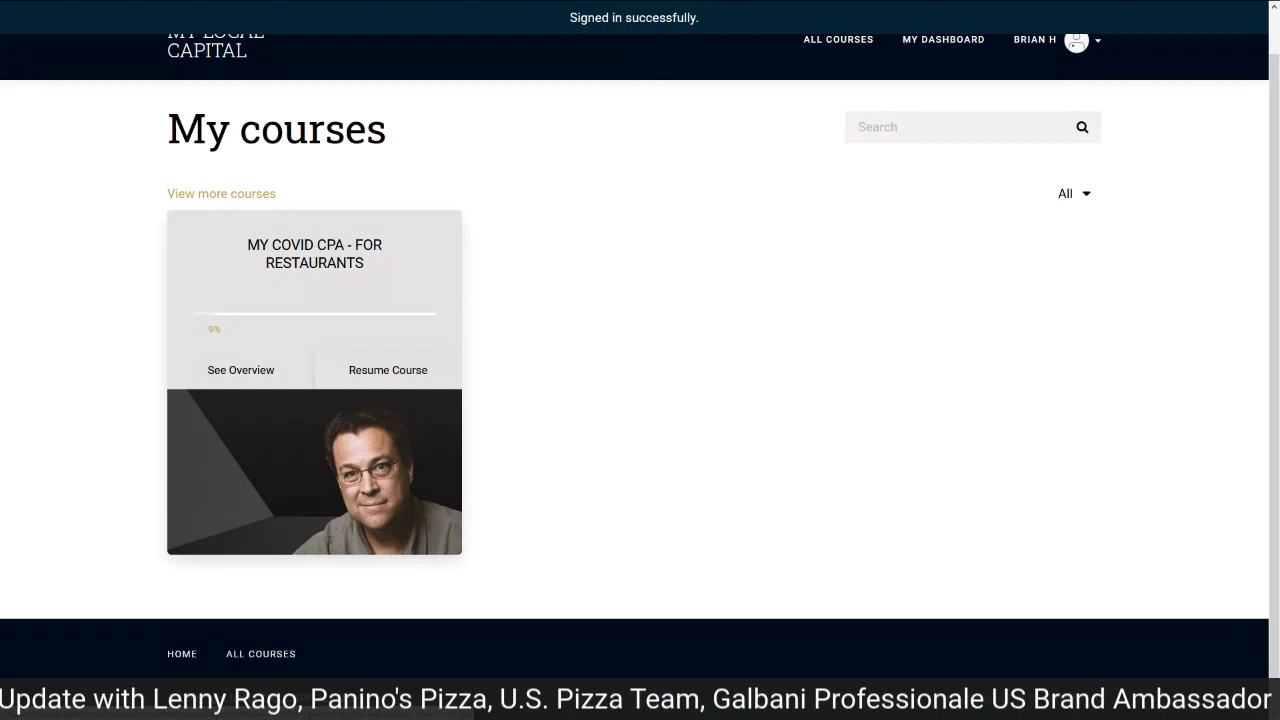 Signed in successfully.
MY LOCAL
CAPITAL
ALL COURSES
MY DASHBOARD
BRIAN H
My courses
Search
View more courses
All
MY COVID CPA - FOR
RESTAURANTS
9%
See Overview
Resume Course
HOME
ALL COURSES
Update with Lenny Rago, Panino's Pizza, U.S. Pizza Team, Galbani Professionale US Brand Ambassador